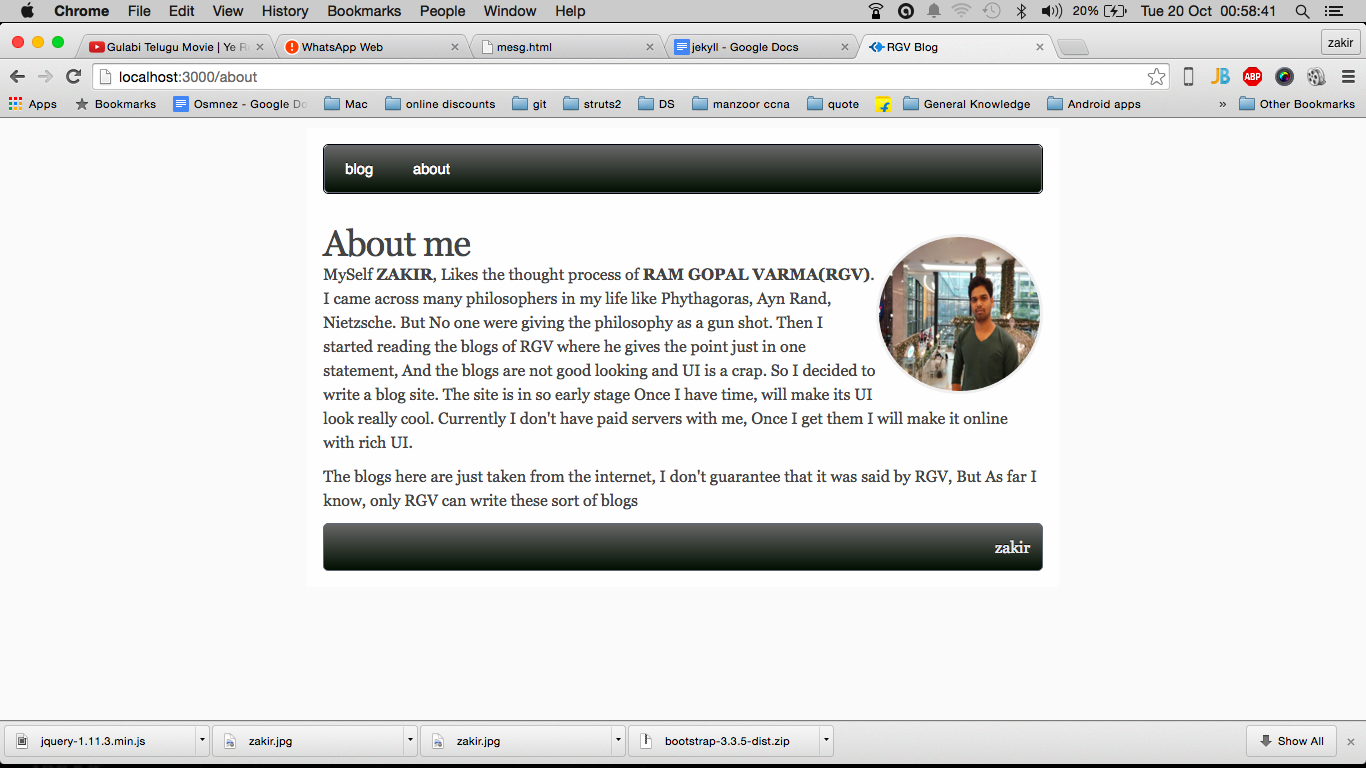 Chrome File Edit View History Bookmarks People Window Help 20% Tue 20 Oct 00:58:41
Gulabi Telugu Movie | Ye R WhatsApp Web mesg.html jekyll - Google Docs RGV Blog zakir
localhost:3000/about JB ABP
Apps Bookmarks Osmnez - Google Do Mac online discounts git struts2 DS manzoor ccna quote General Knowledge Android apps » Other Bookmarks
blog about
About me
MySelf ZAKIR, Likes the thought process of RAM GOPAL VARMA(RGV).
I came across many philosophers in my life like Phythagoras, Ayn Rand,
Nietzsche. But No one were giving the philosophy as a gun shot. Then I
started reading the blogs of RGV where he gives the point just in one
statement, And the blogs are not good looking and UI is a crap. So I decided to
write a blog site. The site is in so early stage Once I have time, will make its UI
look really cool. Currently I don't have paid servers with me, Once I get them I will make it online
with rich UI.
The blogs here are just taken from the internet, I don't guarantee that it was said by RGV, But As far I
know, only RGV can write these sort of blogs
zakir
jquery-1.11.3.min.js zakir.jpg zakir.jpg bootstrap-3.3.5-dist.zip Show All